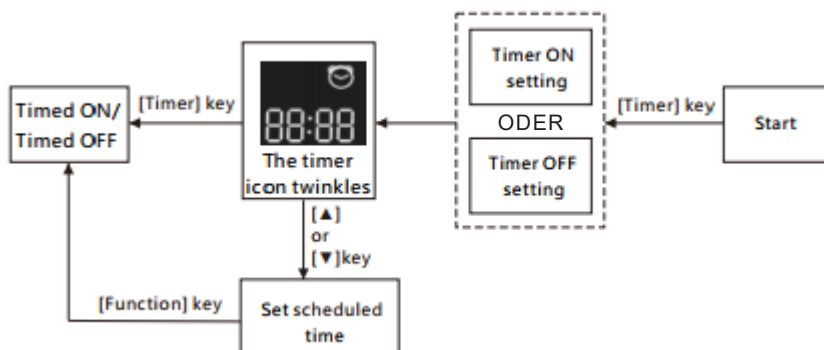 Timer ON
setting
[Timer] key
[Timer] key
Timed ON/
Timed OFF
88:88
ODER
Start
The timer
icon twinkles
Timer OFF
setting
[▲]
or
[▼]key
[Function] key
Set scheduled
time